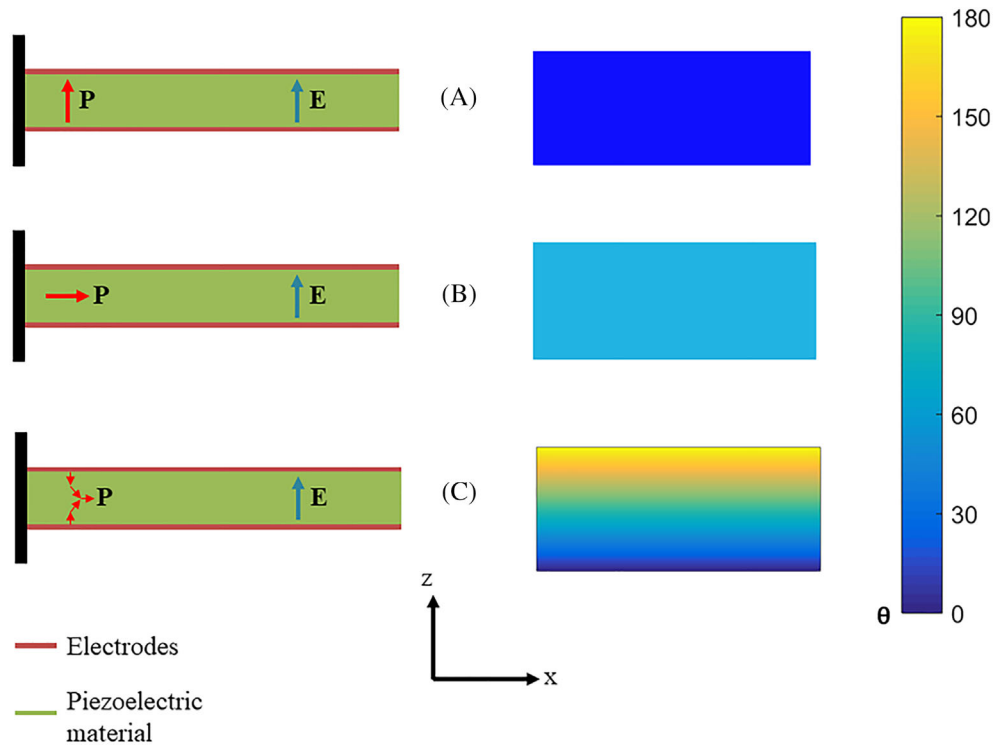 P
E
(A)
P
E
(B)
P
E
(C)
180
150
120
90
60
30
0
θ
z
x
Electrodes
Piezoelectric
material